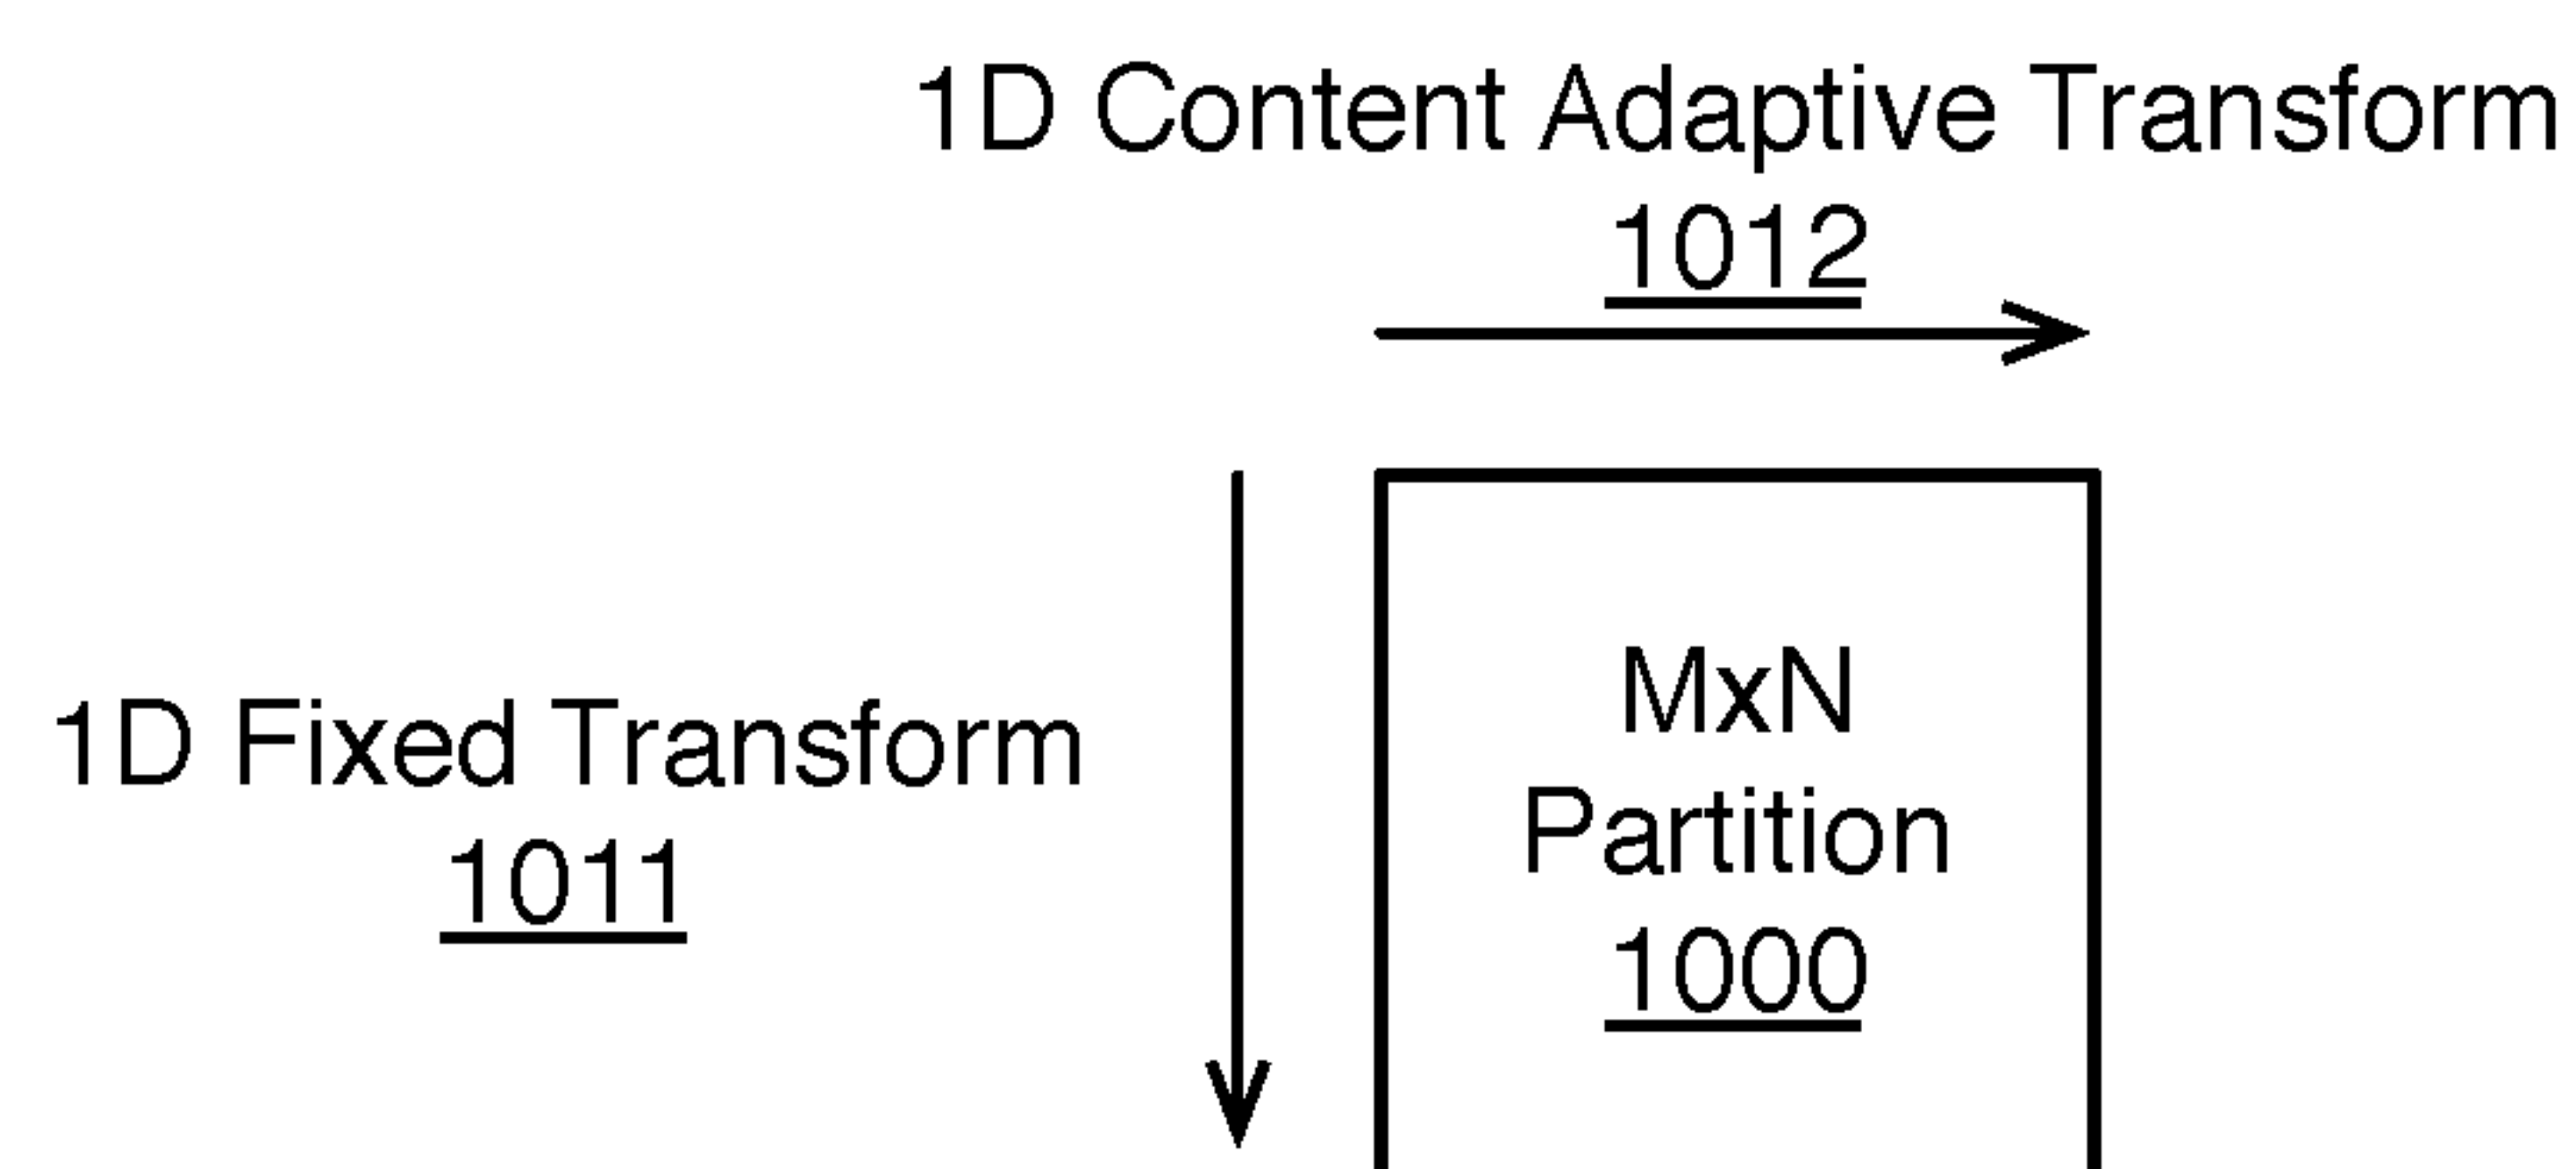 1D Content Adaptive Transform
1012
1D Fixed Transform
1011
MxN
Partition
1000